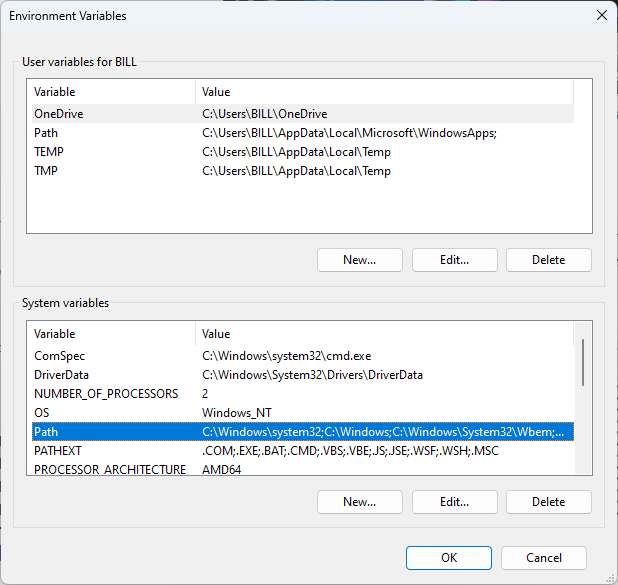 Environment Variables
User variables for BILL
Variable Value
OneDrive C:\Users\BILL\OneDrive
Path C:\Users\BILL\AppData\Local\Microsoft\WindowsApps;
TEMP C:\Users\BILL\AppData\Local\Temp
TMP C:\Users\BILL\AppData\Local\Temp
New... Edit... Delete
System variables
Variable Value
ComSpec C:\Windows\system32\cmd.exe
DriverData C:\Windows\System32\Drivers\DriverData
NUMBER_OF_PROCESSORS 2
OS Windows_NT
Path C:\Windows\system32;C:\Windows;C:\Windows\System32\Wbem;...
PATHEXT .COM;.EXE;.BAT;.CMD;.VBS;.VBE;.JS;.JSE;.WSF;.WSH;.MSC
PROCESSOR_ARCHITECTURE AMD64
New... Edit... Delete
OK Cancel